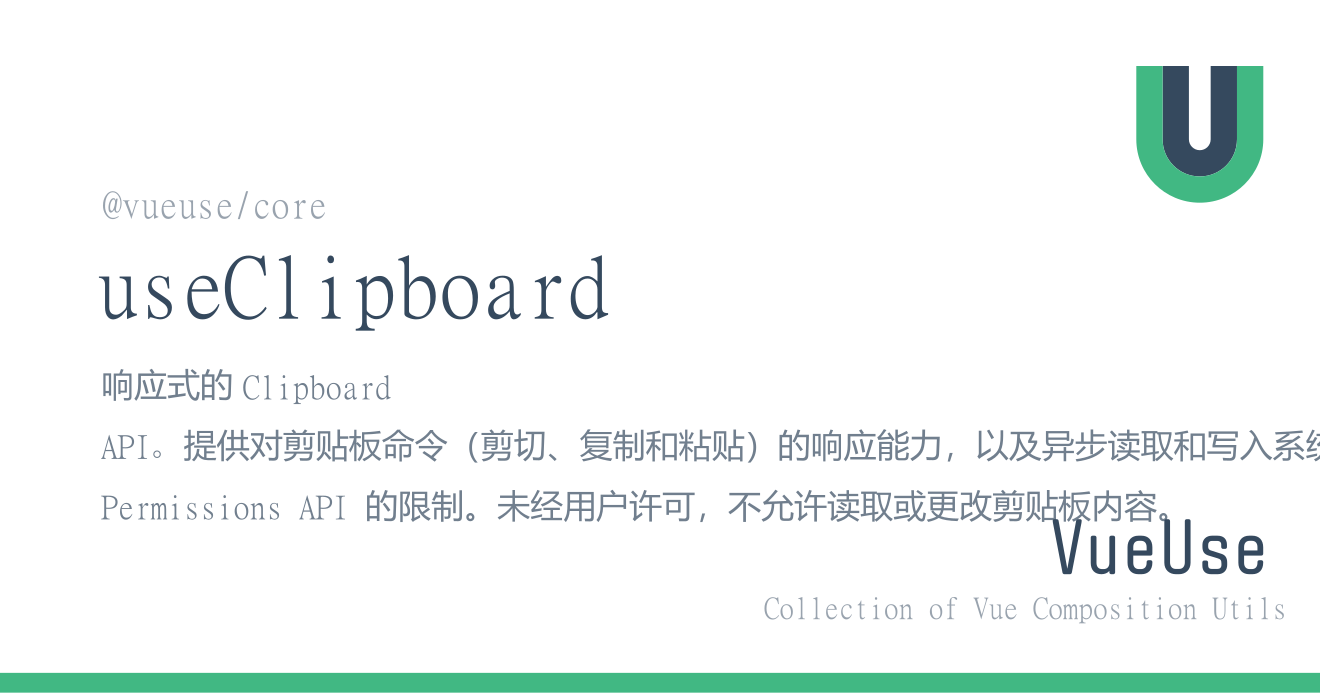 @vueuse/core
useClipboard
响应式的 Clipboard
API。提供对剪贴板命令（剪切、复制和粘贴）的响应能力，以及异步读取和写入系统
Permissions API 的限制。未经用户许可，不允许读取或更改剪贴板内容。
VueUse
Collection of Vue Composition Utils